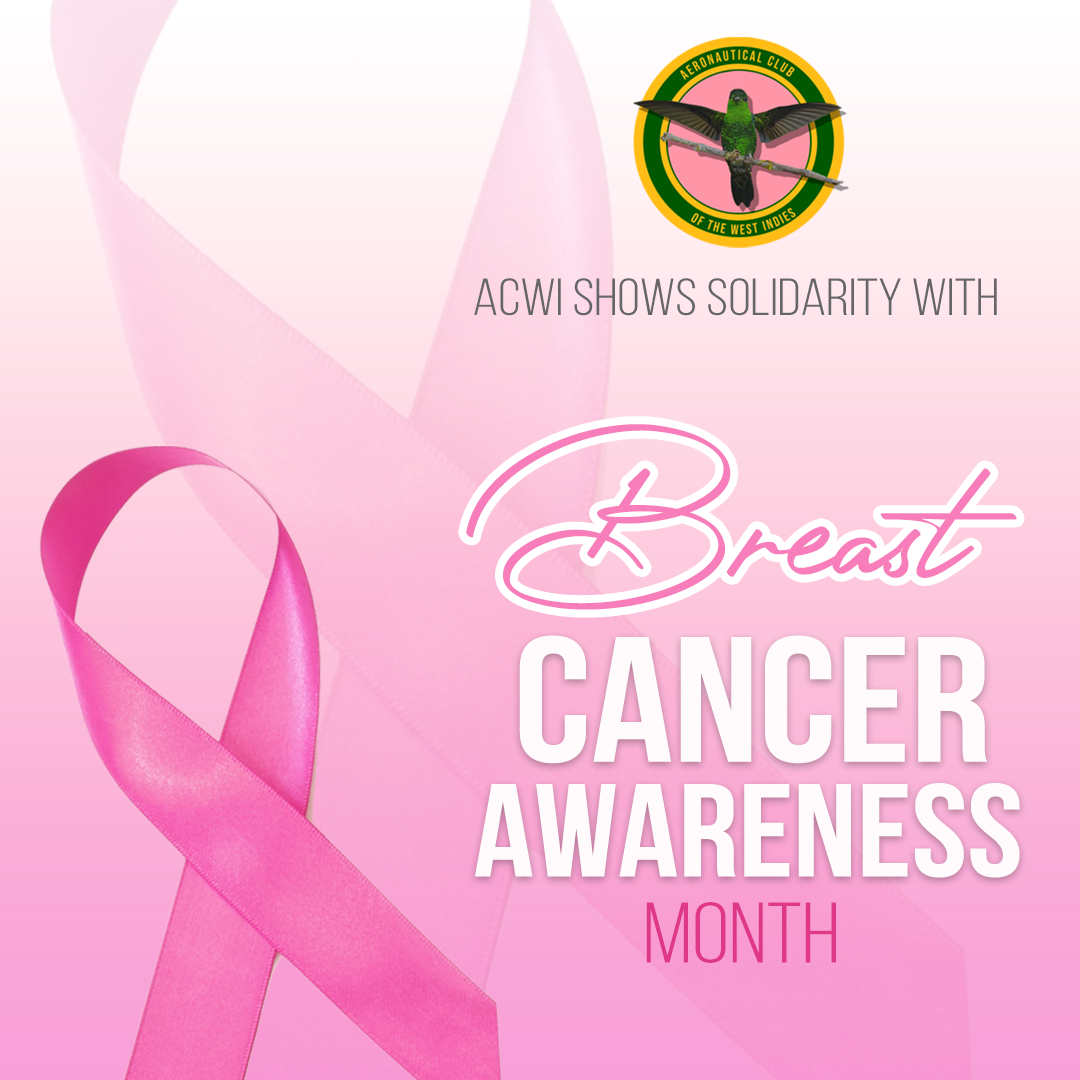 AERONAUTICAL CLUB
OF THE WEST INDIES
ACWI SHOWS SOLIDARITY WITH
Breast
CANCER
AWARENESS
MONTH